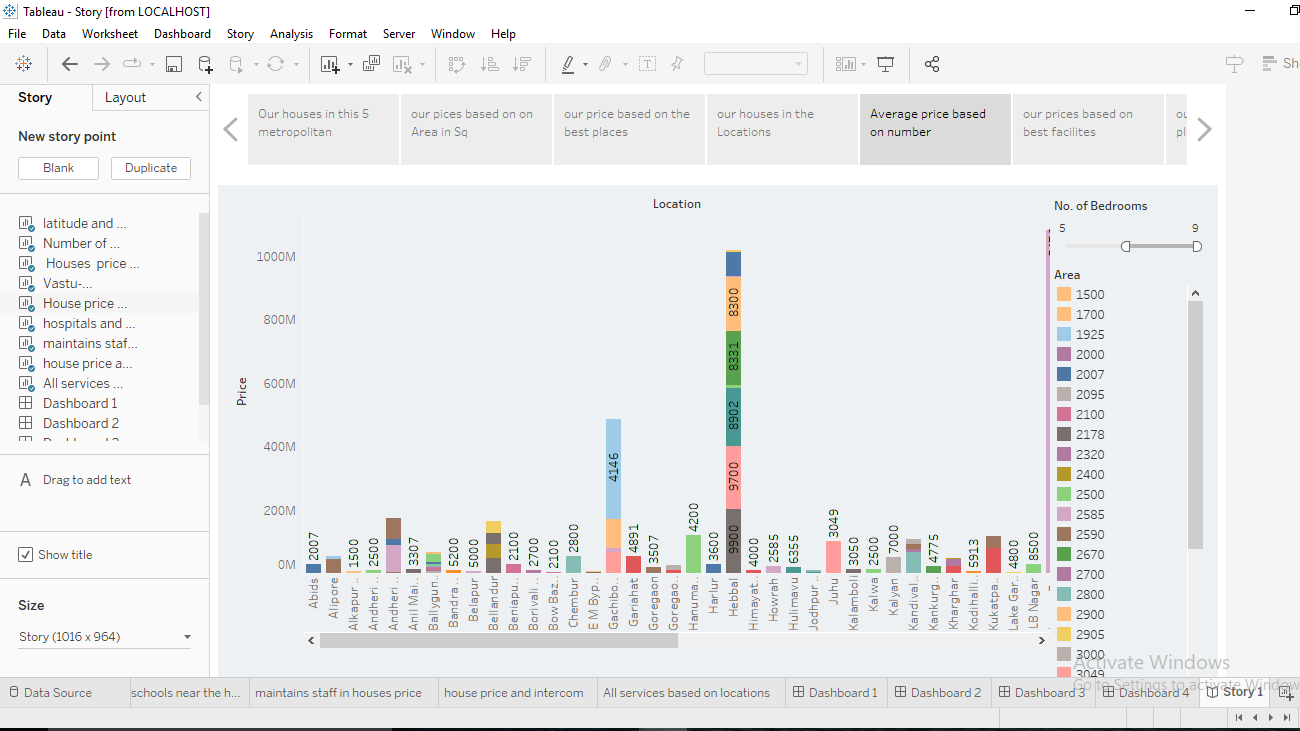 Tableau - Story [from LOCALHOST]
File Data Worksheet Dashboard Story Analysis Format Server Window Help
Sh
Story Layout
New story point
Blank Duplicate
latitude and ...
Number of ...
Houses price ...
Vastu-...
House price ...
hospitals and ...
maintains staf...
house price a...
All services ...
Dashboard 1
Dashboard 2
A Drag to add text
Show title
Size
Story (1016 x 964)
Our houses in this 5 metropolitan
our pices based on on Area in Sq
our price based on the best places
our houses in the Locations
Average price based on number
our prices based on best facilites
ou
pl
Location
Price
1000M
800M
600M
400M
200M
0M
2007
1500
2500
3307
5200
5000
2100
2700
2100
2800
4146
4891
3507
4200
3600
8300
8331
8902
9700
9900
4000
2585
6355
3049
3050
2500
7000
4775
5913
4800
8500
Abids
Alipore
Alkapur ..
Andheri ..
Andheri ..
Anil Mai..
Ballygun..
Bandra ..
Belapur
Bellandur
Beniapu..
Borivali ..
Bow Baz..
Chembur
E M Byp..
Gachibo..
Gariahat
Goregaon
Goregao..
Hanuma..
Harlur
Hebbal
Himayat..
Howrah
Hulimavu
Jodhpur ..
Juhu
Kalamboli
Kalwa
Kalyan
Kandival..
Kankurg..
Kharghar
Kodihalli..
Kukatpa..
Lake Gar..
LB Nagar
No. of Bedrooms
5 9
Area
1500
1700
1925
2000
2007
2095
2100
2178
2320
2400
2500
2585
2590
2670
2700
2800
2900
2905
3000
3049
Activate Windows
Go to Settings to activate Window
Data Source schools near the h... maintains staff in houses price house price and intercom All services based on locations Dashboard 1 Dashboard 2 Dashboard 3 Dashboard 4 Story 1